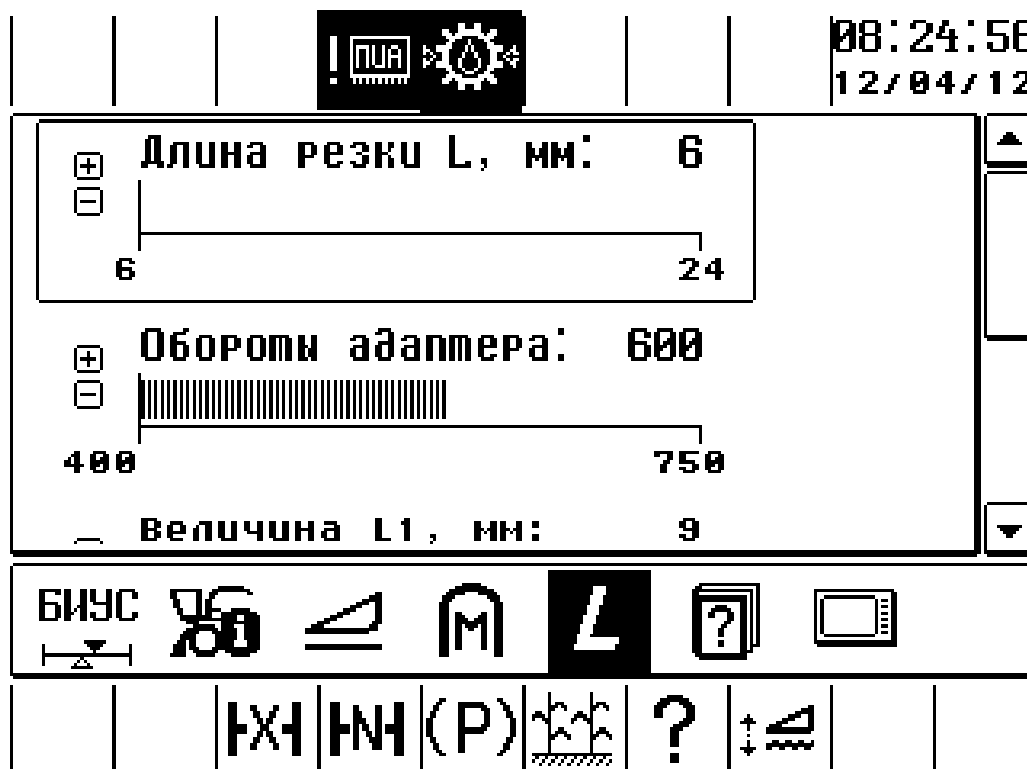 ! ПИА
08:24:56
12/04/12
Длина резки L, мм: 6
6 24
Обороты адаптера: 600
400 750
Величина L1, мм: 9
БИУС
i
M
L
?
X
N
(P)
?